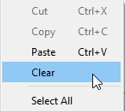 Cut Ctrl+X
Copy Ctrl+C
Paste Ctrl+V
Clear
Select All